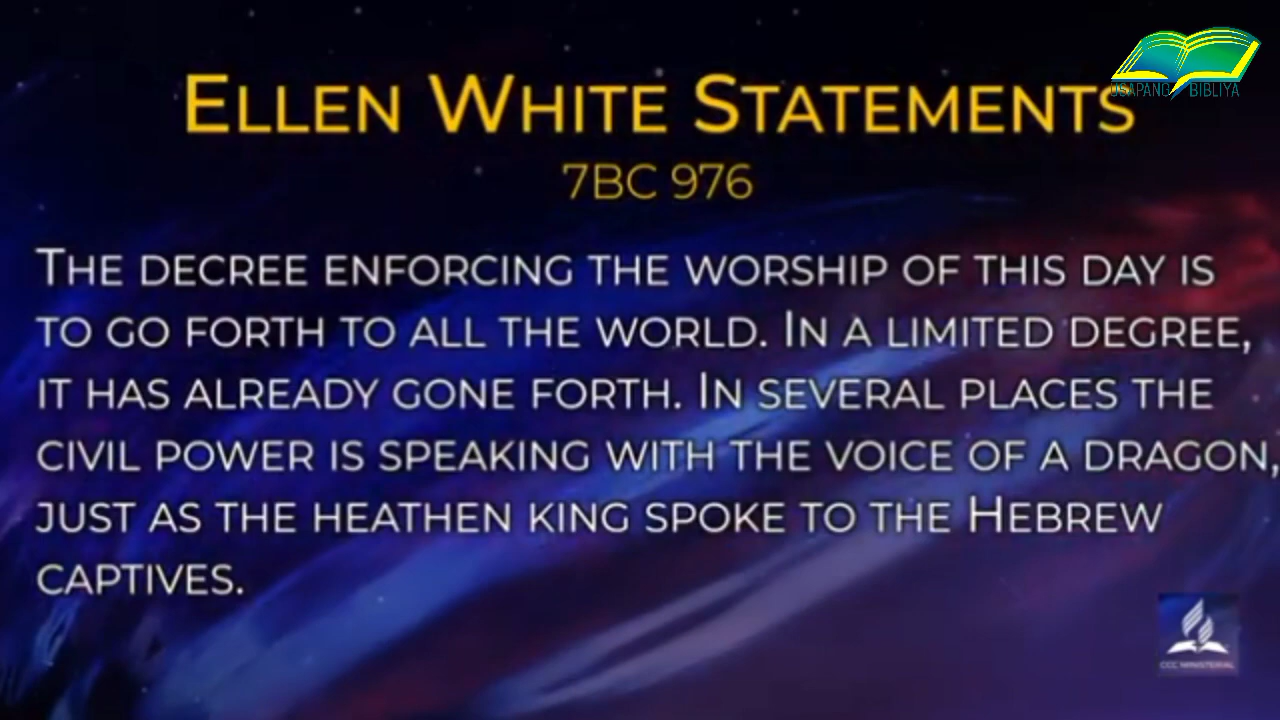 USAPANG BIBLIYA
ELLEN WHITE STATEMENTS
7BC 976
THE DECREE ENFORCING THE WORSHIP OF THIS DAY IS
TO GO FORTH TO ALL THE WORLD. IN A LIMITED DEGREE,
IT HAS ALREADY GONE FORTH. IN SEVERAL PLACES THE
CIVIL POWER IS SPEAKING WITH THE VOICE OF A DRAGON,
JUST AS THE HEATHEN KING SPOKE TO THE HEBREW
CAPTIVES.
CCC MINISTERIAL